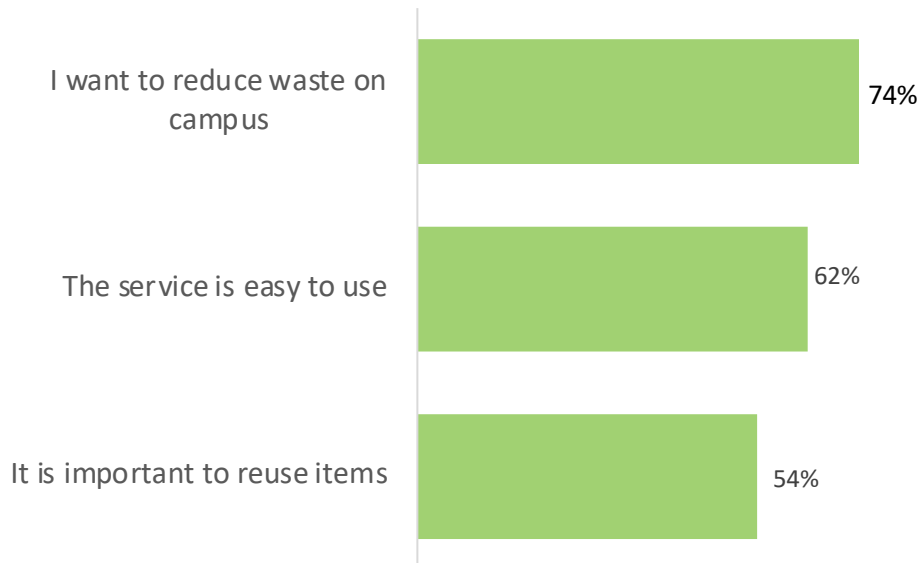 I want to reduce waste on
campus
74%
The service is easy to use
62%
It is important to reuse items
54%